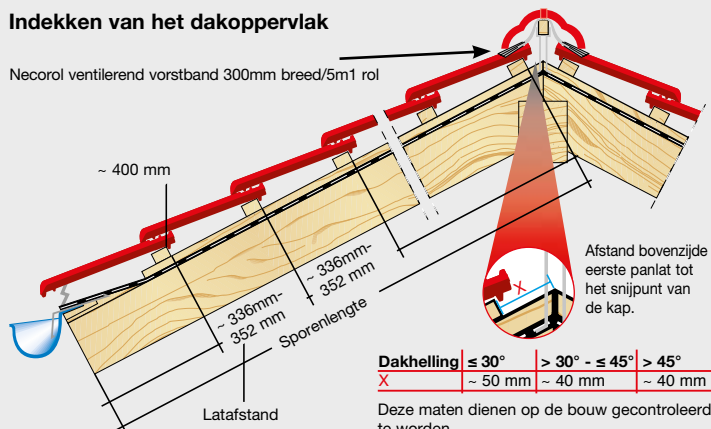 Indekken van het dakoppervlak
Necorol ventilerend vorstband 300mm breed/5m1 rol
~ 400 mm
~ 336mm-
352 mm
~ 336mm-
352 mm
Sporenlengte
Latafstand
X
Afstand bovenzijde
eerste panlat tot
het snijpunt van
de kap.
Dakhelling ≤ 30° > 30° - ≤ 45° > 45°
X ~ 50 mm ~ 40 mm ~ 40 mm
Deze maten dienen op de bouw gecontroleerd
te worden